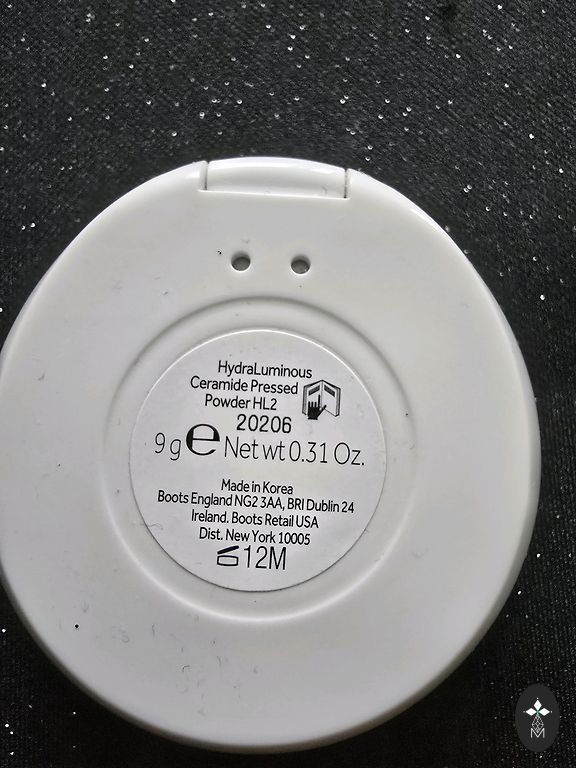 HydraLuminous
Ceramide Pressed
Powder HL2
20206
9 g ℮ Net wt 0.31 Oz.
Made in Korea
Boots England NG2 3AA, BRI Dublin 24
Ireland. Boots Retail USA
Dist. New York 10005
12M
M